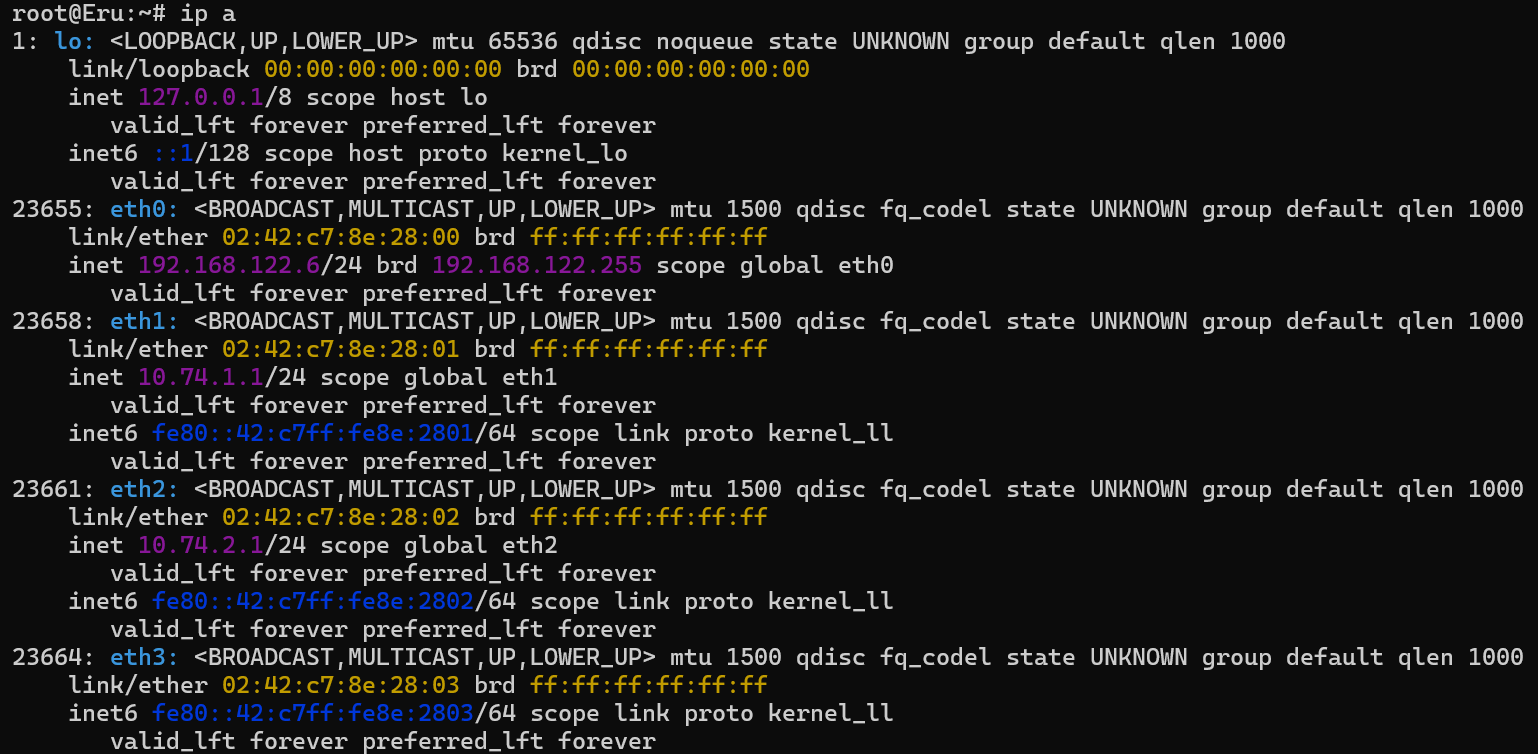 root@Eru:~# ip a
1: lo: <LOOPBACK,UP,LOWER_UP> mtu 65536 qdisc noqueue state UNKNOWN group default qlen 1000
    link/loopback 00:00:00:00:00:00 brd 00:00:00:00:00:00
    inet 127.0.0.1/8 scope host lo
       valid_lft forever preferred_lft forever
    inet6 ::1/128 scope host proto kernel_lo
       valid_lft forever preferred_lft forever
23655: eth0: <BROADCAST,MULTICAST,UP,LOWER_UP> mtu 1500 qdisc fq_codel state UNKNOWN group default qlen 1000
    link/ether 02:42:c7:8e:28:00 brd ff:ff:ff:ff:ff:ff
    inet 192.168.122.6/24 brd 192.168.122.255 scope global eth0
       valid_lft forever preferred_lft forever
23658: eth1: <BROADCAST,MULTICAST,UP,LOWER_UP> mtu 1500 qdisc fq_codel state UNKNOWN group default qlen 1000
    link/ether 02:42:c7:8e:28:01 brd ff:ff:ff:ff:ff:ff
    inet 10.74.1.1/24 scope global eth1
       valid_lft forever preferred_lft forever
    inet6 fe80::42:c7ff:fe8e:2801/64 scope link proto kernel_ll
       valid_lft forever preferred_lft forever
23661: eth2: <BROADCAST,MULTICAST,UP,LOWER_UP> mtu 1500 qdisc fq_codel state UNKNOWN group default qlen 1000
    link/ether 02:42:c7:8e:28:02 brd ff:ff:ff:ff:ff:ff
    inet 10.74.2.1/24 scope global eth2
       valid_lft forever preferred_lft forever
    inet6 fe80::42:c7ff:fe8e:2802/64 scope link proto kernel_ll
       valid_lft forever preferred_lft forever
23664: eth3: <BROADCAST,MULTICAST,UP,LOWER_UP> mtu 1500 qdisc fq_codel state UNKNOWN group default qlen 1000
    link/ether 02:42:c7:8e:28:03 brd ff:ff:ff:ff:ff:ff
    inet6 fe80::42:c7ff:fe8e:2803/64 scope link proto kernel_ll
       valid_lft forever preferred_lft forever